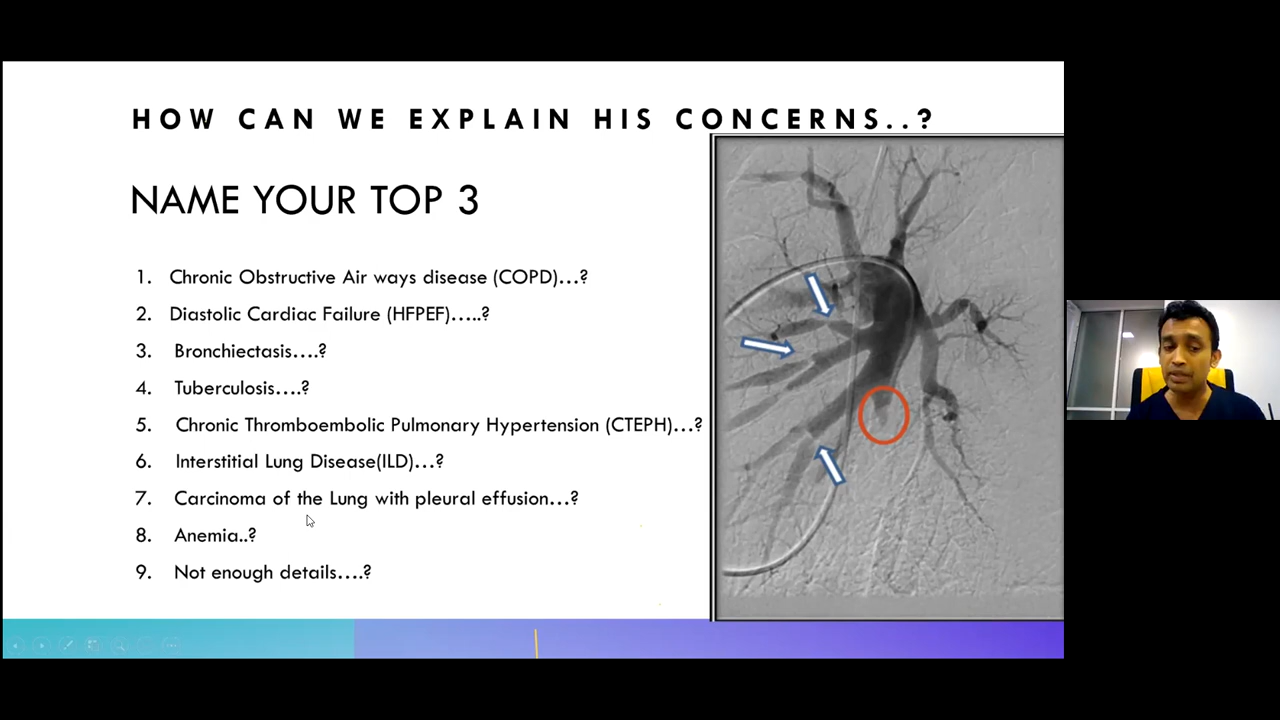 HOW CAN WE EXPLAIN HIS CONCERNS..?
NAME YOUR TOP 3
1. Chronic Obstructive Air ways disease (COPD)...?
2. Diastolic Cardiac Failure (HFPEF).....?
3. Bronchiectasis....?
4. Tuberculosis....?
5. Chronic Thromboembolic Pulmonary Hypertension (CTEPH)...?
6. Interstitial Lung Disease(ILD)...?
7. Carcinoma of the Lung with pleural effusion...?
8. Anemia..?
9. Not enough details....?